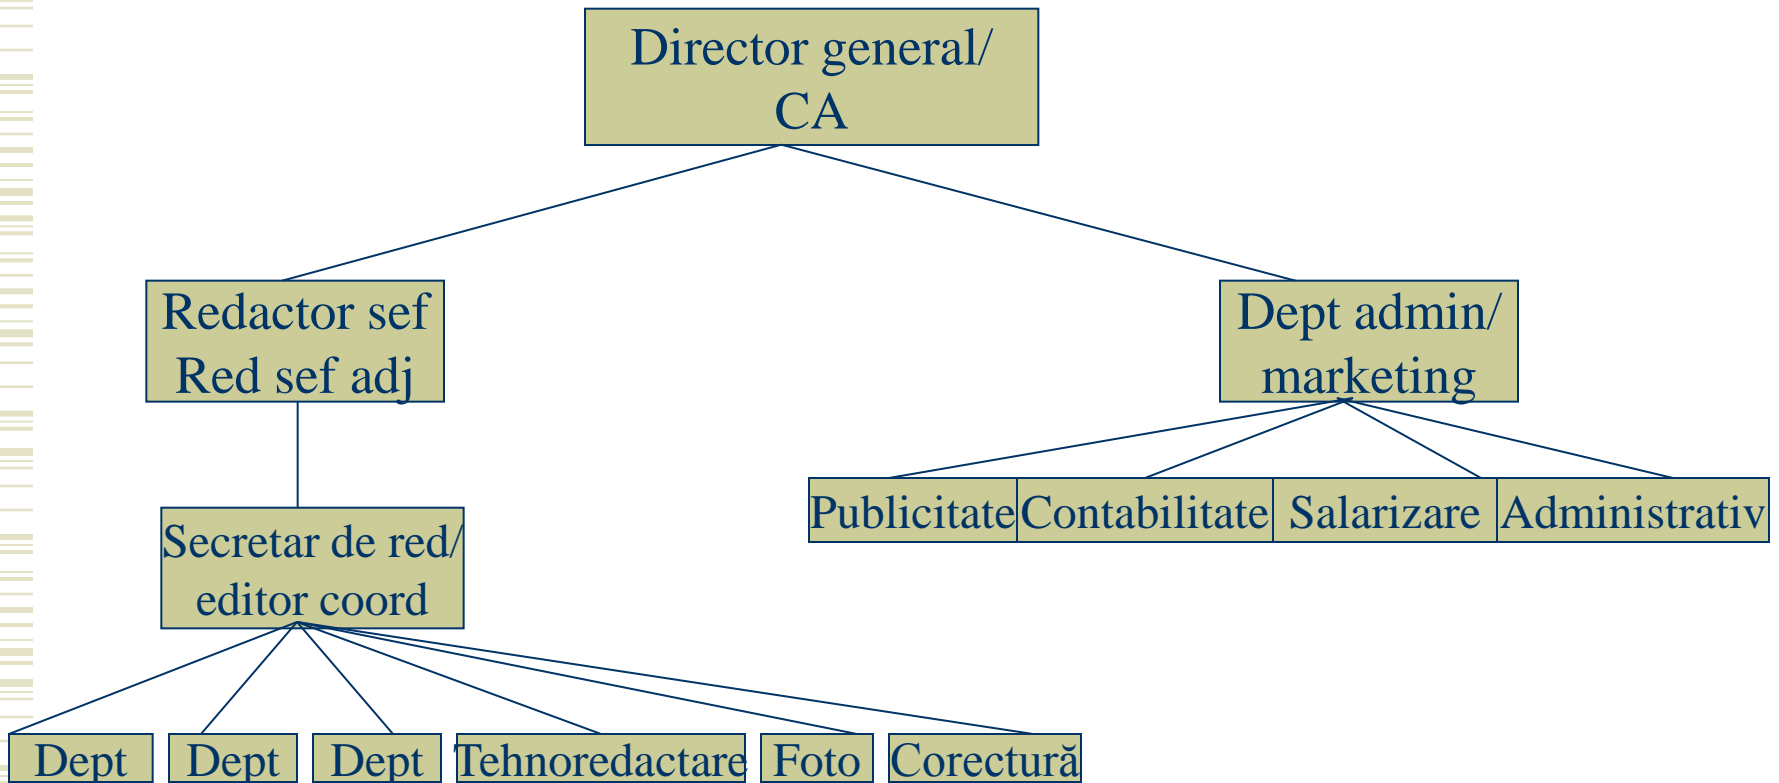 Director general/
CA
Redactor sef
Red sef adj
Dept admin/
marketing
Publicitate Contabilitate Salarizare Administrativ
Secretar de red/
editor coord
Dept Dept Dept Tehnoredactare Foto Corectură